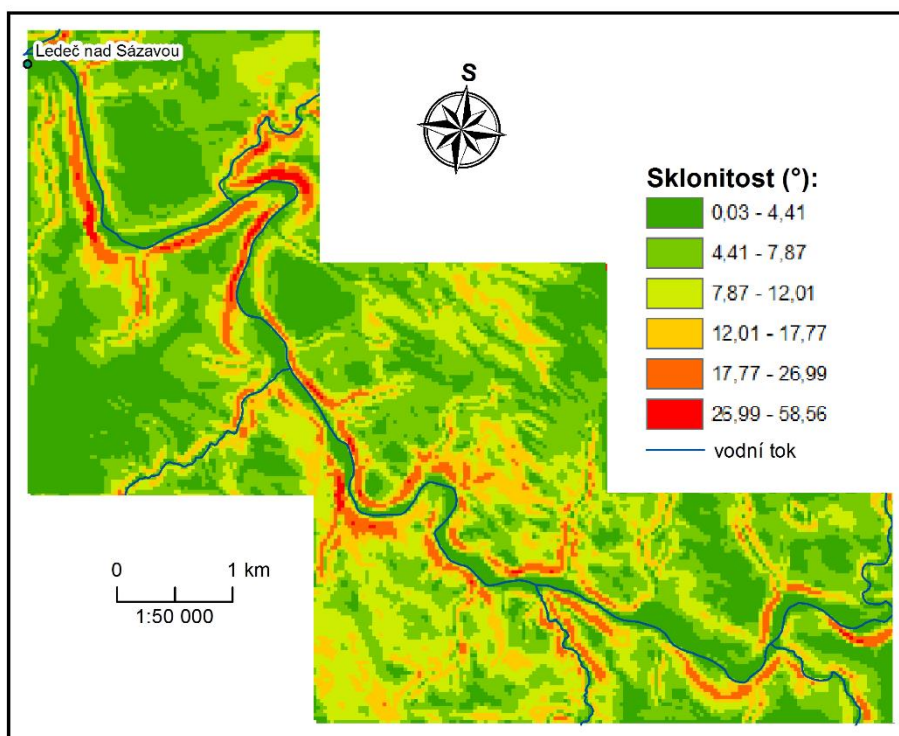 Ledeč nad Sázavou
S
Sklonitost (°):
0,03 - 4,41
4,41 - 7,87
7,87 - 12,01
12,01 - 17,77
17,77 - 26,99
26,99 - 58,56
vodní tok
0 1 km
1:50 000